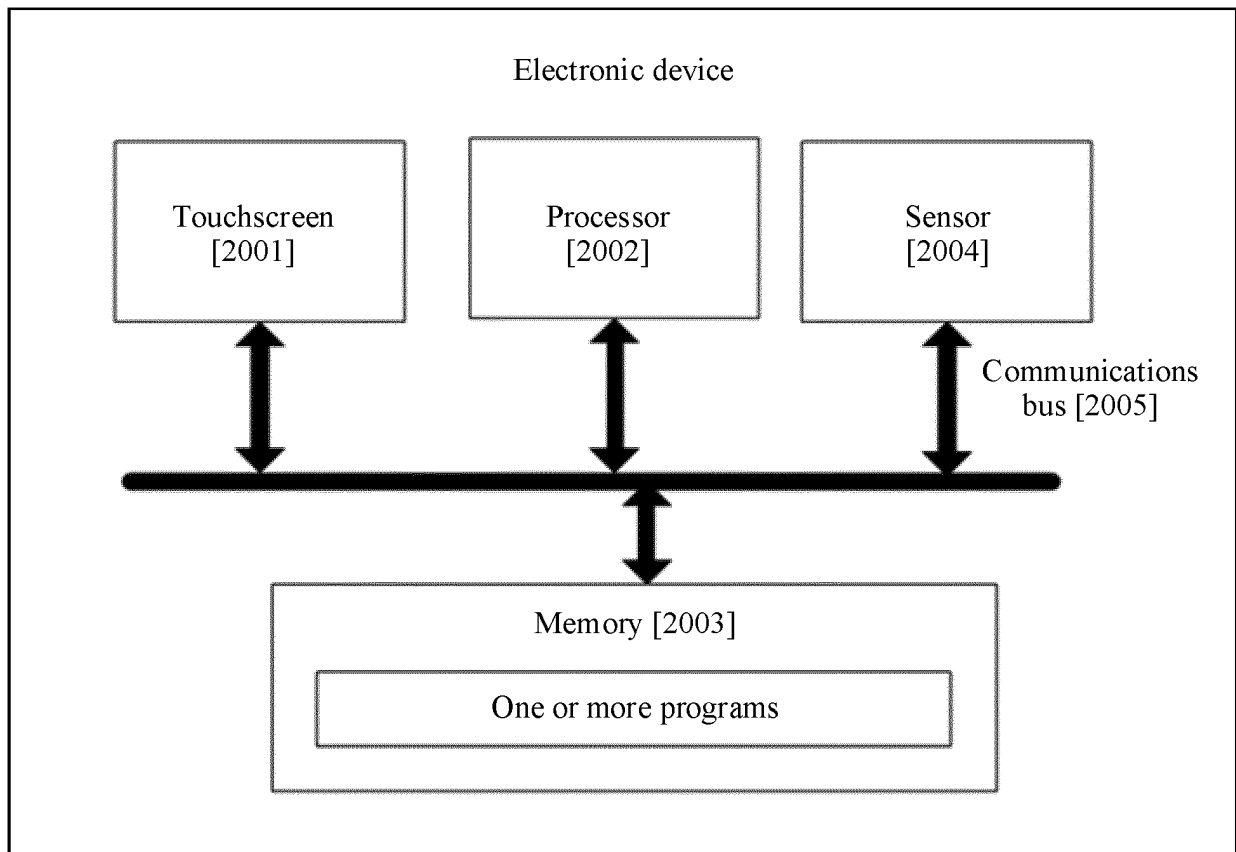 Electronic device
Touchscreen
[2001]
Processor
[2002]
Sensor
[2004]
Communications
bus [2005]
Memory [2003]
One or more programs